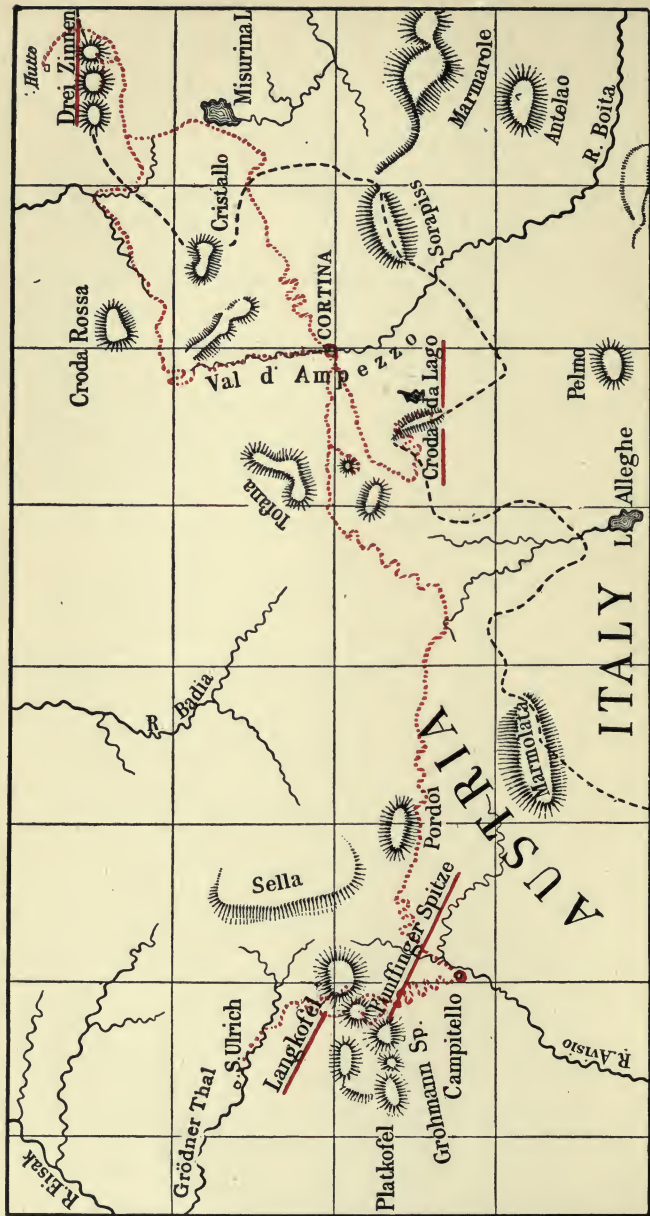 Hutte
Drei Zinnen
Misurina L.
Marmarole
Antelao
Cristallo
Sorapiss
R. Boita
Croda Rossa
CORTINA
Val d' Ampezzo
Croda da Lago
Pelmo
Tofana
L. Alleghe
ITALY
R. Badia
Marmolata
AUSTRIA
Pordoi
Sella
Funffinger Spitze
Langkofel
S. Ulrich
Grödner Thal
Platkofel
Grohmann Sp.
Campitello
R. Avisio
R. Eisak